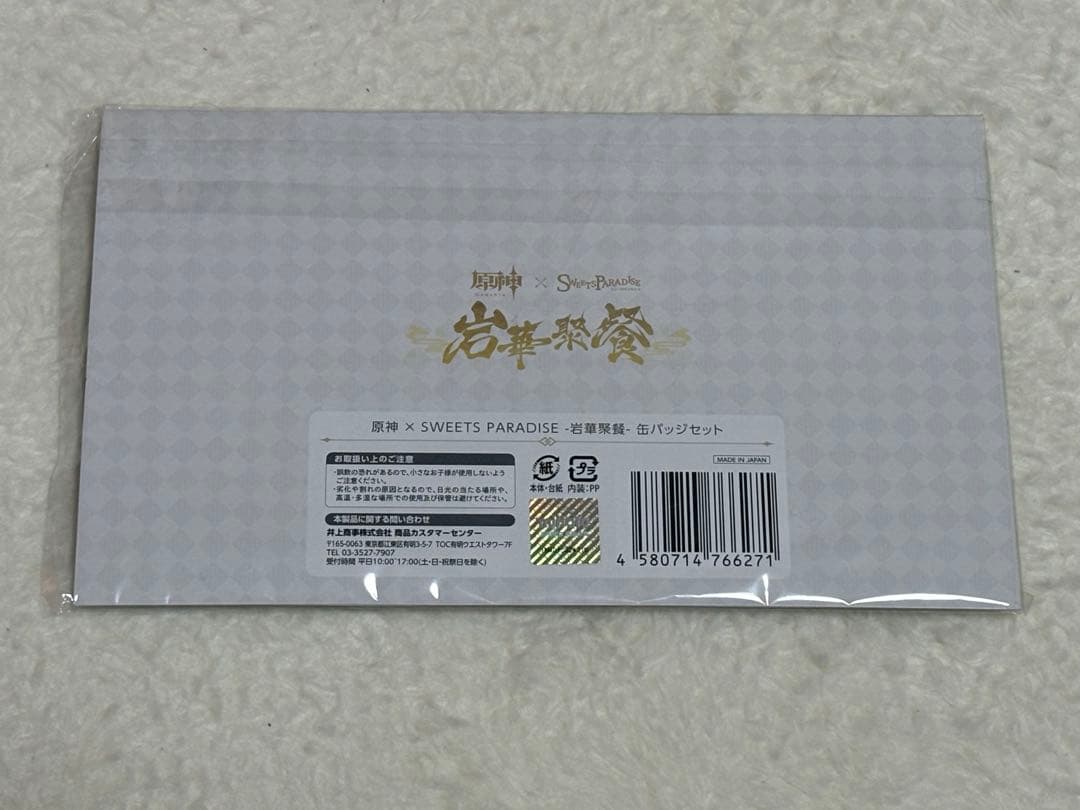 原神 × SWEETS PARADISE
岩華聚餐
原神 × SWEETS PARADISE -岩華聚餐- 缶バッジセット
お取扱い上のご注意
・誤飲の恐れがあるので、小さなお子様が使用しないよう
ご注意ください。
・劣化や割れの原因となるので、日光の当たる場所や、
高温・多湿な場所での使用及び保管は避けてください。
本製品に関する問い合わせ
井上商事株式会社 商品カスタマーセンター
〒165-0063 東京都江東区有明3-5-7 TOC有明ウエストタワー7F
TEL 03-3527-7907
受付時間 平日10:00~17:00(土・日・祝祭日を除く)
紙
本体・台紙
プラ
内装:PP
MADE IN JAPAN
4 580714 766271